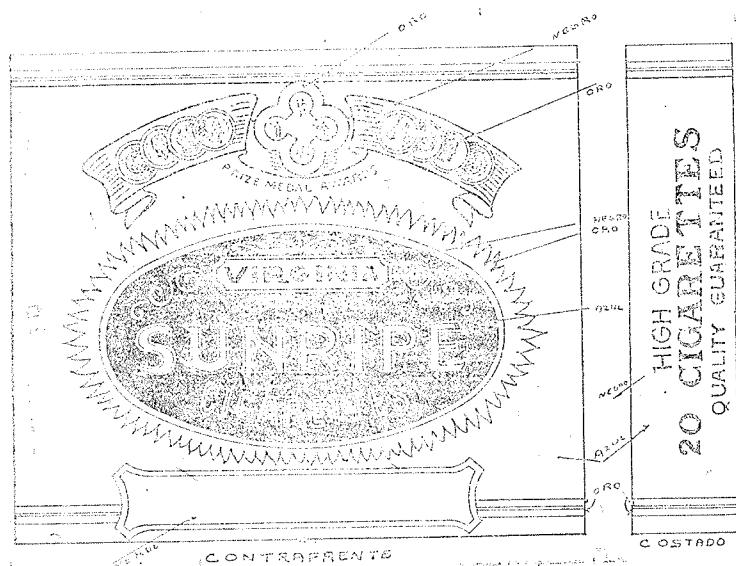 ORO
NEGRO
ORO
PRIZE MEDAL AWARDS
NEGRO
ORO
VIRGINIA
SUNRIPE
AZUL
NEGRO
AZUL
ORO
HIGH GRADE
20 CIGARETTES
QUALITY GUARANTEED
CONTRAFRENTE
COSTADO